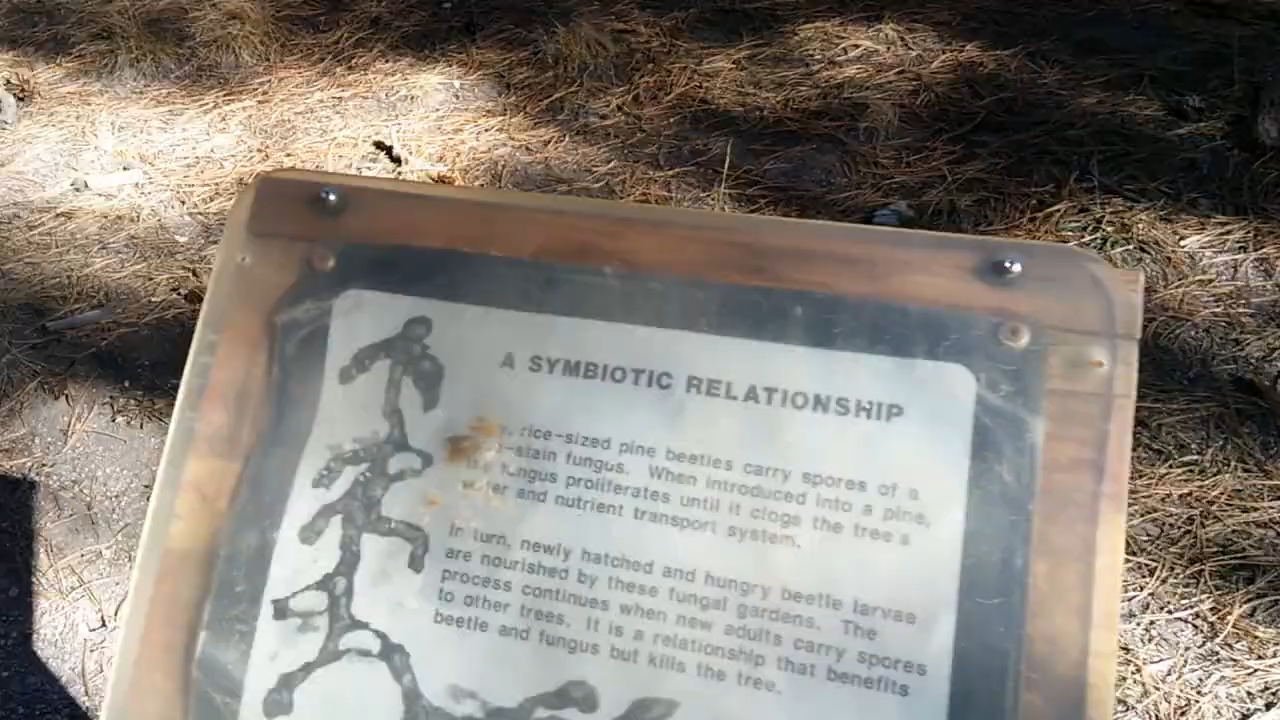 A SYMBIOTIC RELATIONSHIP
rice-sized pine beetles carry spores of a
-stain fungus. When introduced into a pine,
fungus proliferates until it clogs the tree's
water and nutrient transport system.
In turn, newly hatched and hungry beetle larvae
are nourished by these fungal gardens. The
process continues when new adults carry spores
to other trees. It is a relationship that benefits
beetle and fungus but kills the tree.